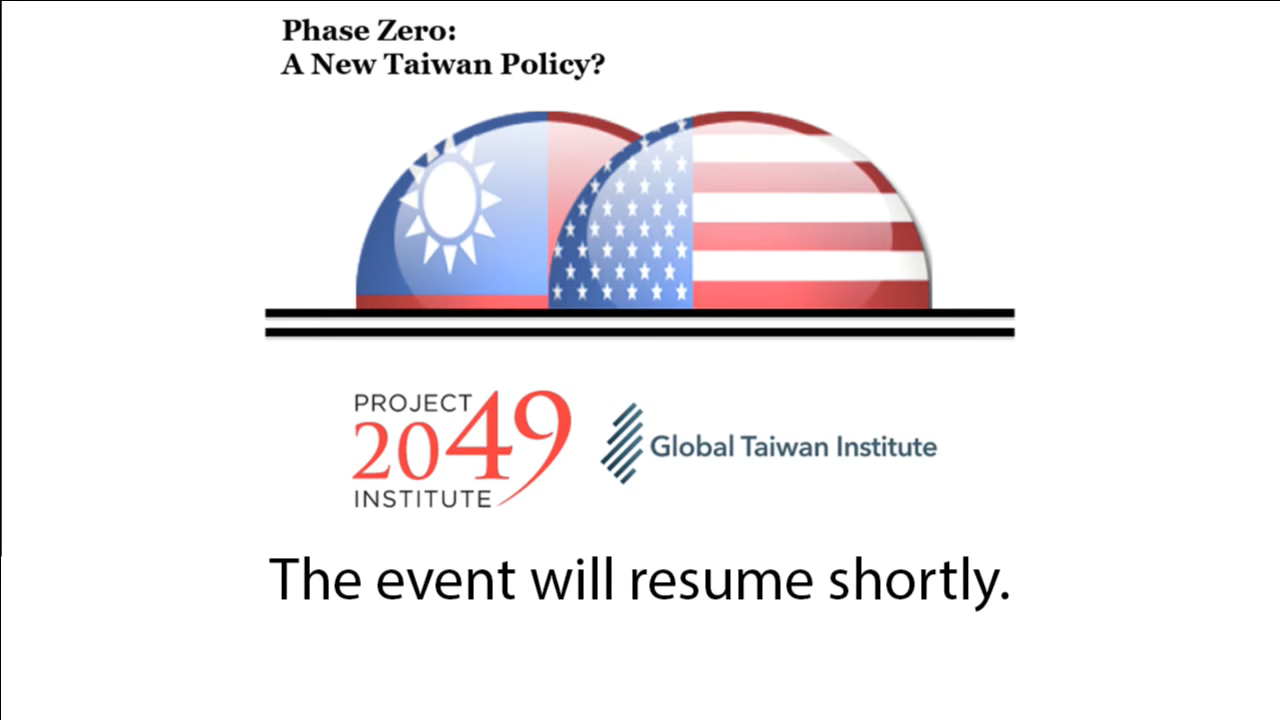 Phase Zero:
A New Taiwan Policy?
PROJECT
2049
INSTITUTE
Global Taiwan Institute
The event will resume shortly.